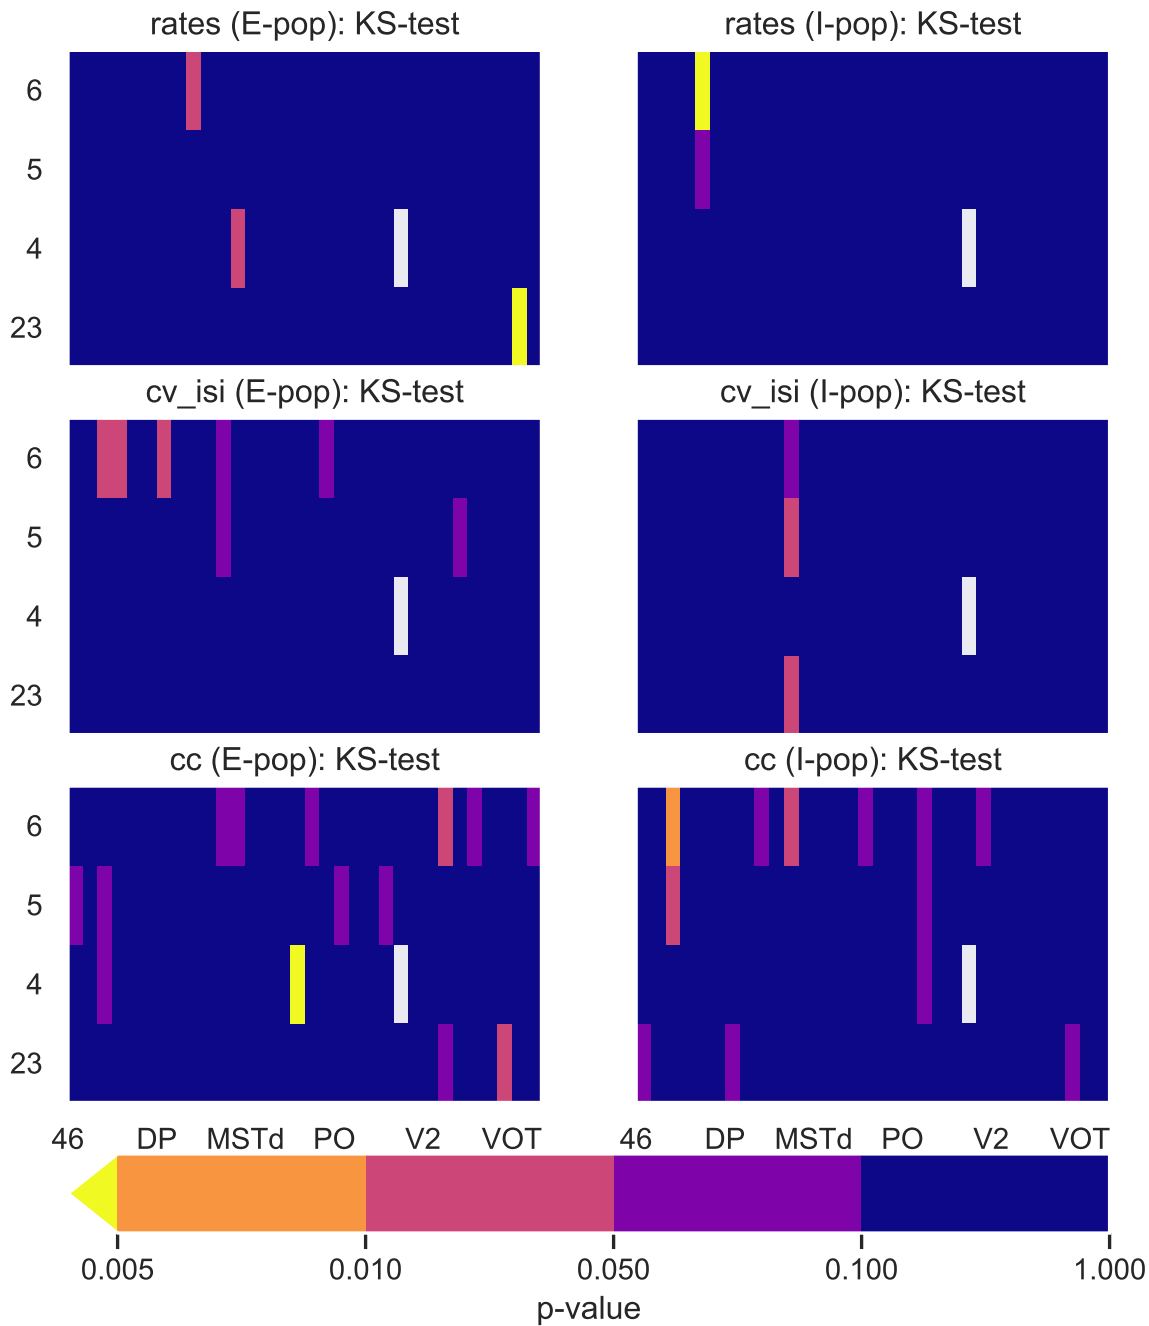 rates (E-pop): KS-test rates (I-pop): KS-test
6
5
4
23
cv_isi (E-pop): KS-test cv_isi (I-pop): KS-test
6
5
4
23
cc (E-pop): KS-test cc (I-pop): KS-test
6
5
4
23
46 DP MSTd PO V2 VOT 46 DP MSTd PO V2 VOT
0.005 0.010 0.050 0.100 1.000
p-value